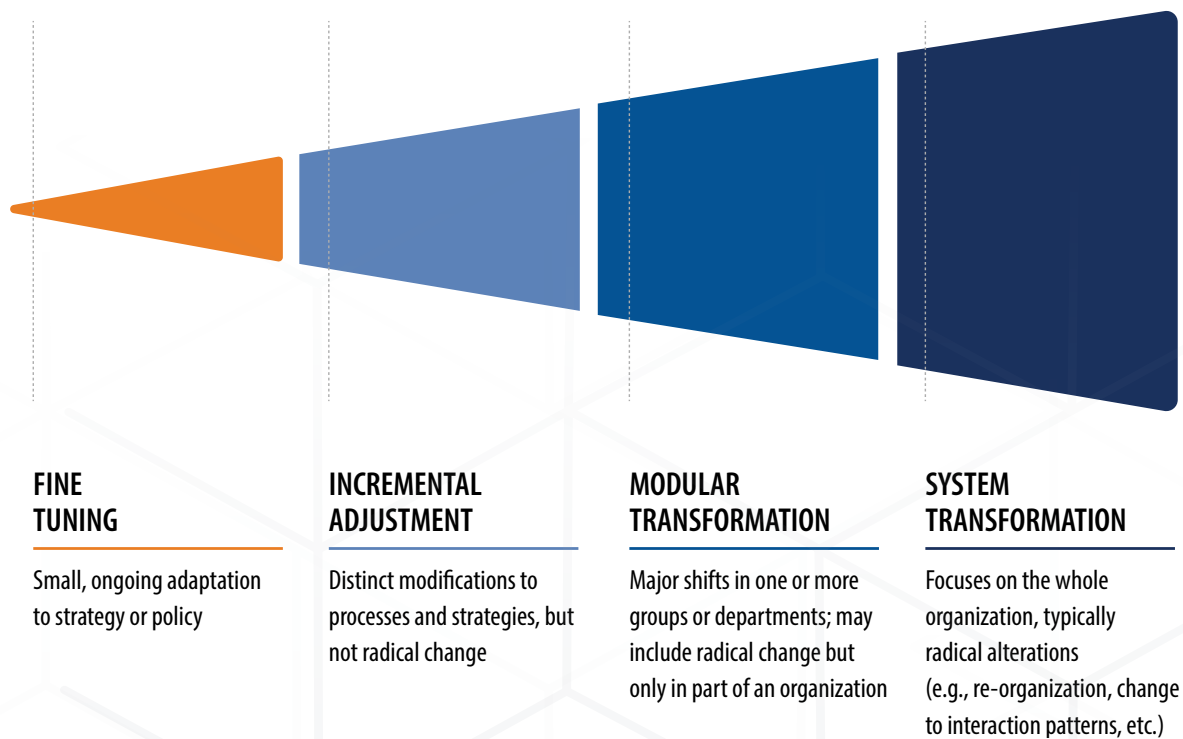 FINE
TUNING
Small, ongoing adaptation
to strategy or policy
INCREMENTAL
ADJUSTMENT
Distinct modifications to
processes and strategies, but
not radical change
MODULAR
TRANSFORMATION
Major shifts in one or more
groups or departments; may
include radical change but
only in part of an organization
SYSTEM
TRANSFORMATION
Focuses on the whole
organization, typically
radical alterations
(e.g., re-organization, change
to interaction patterns, etc.)